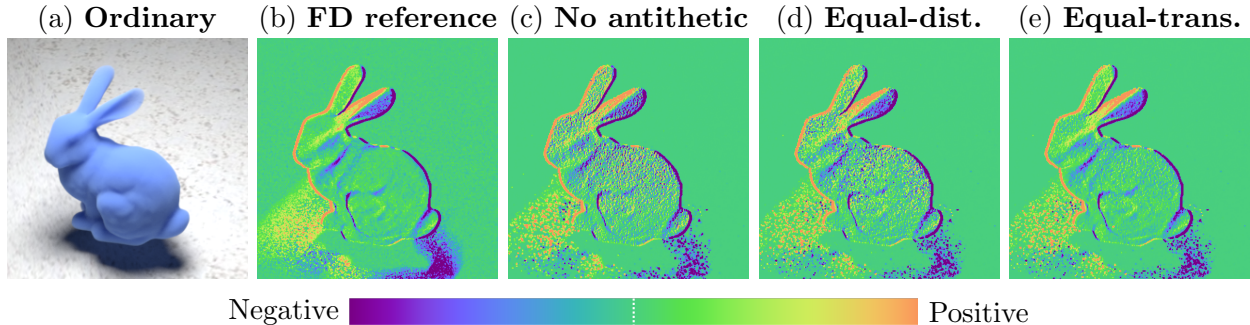 (a) Ordinary
(b) FD reference
(c) No antithetic
(d) Equal-dist.
(e) Equal-trans.
Negative
Positive